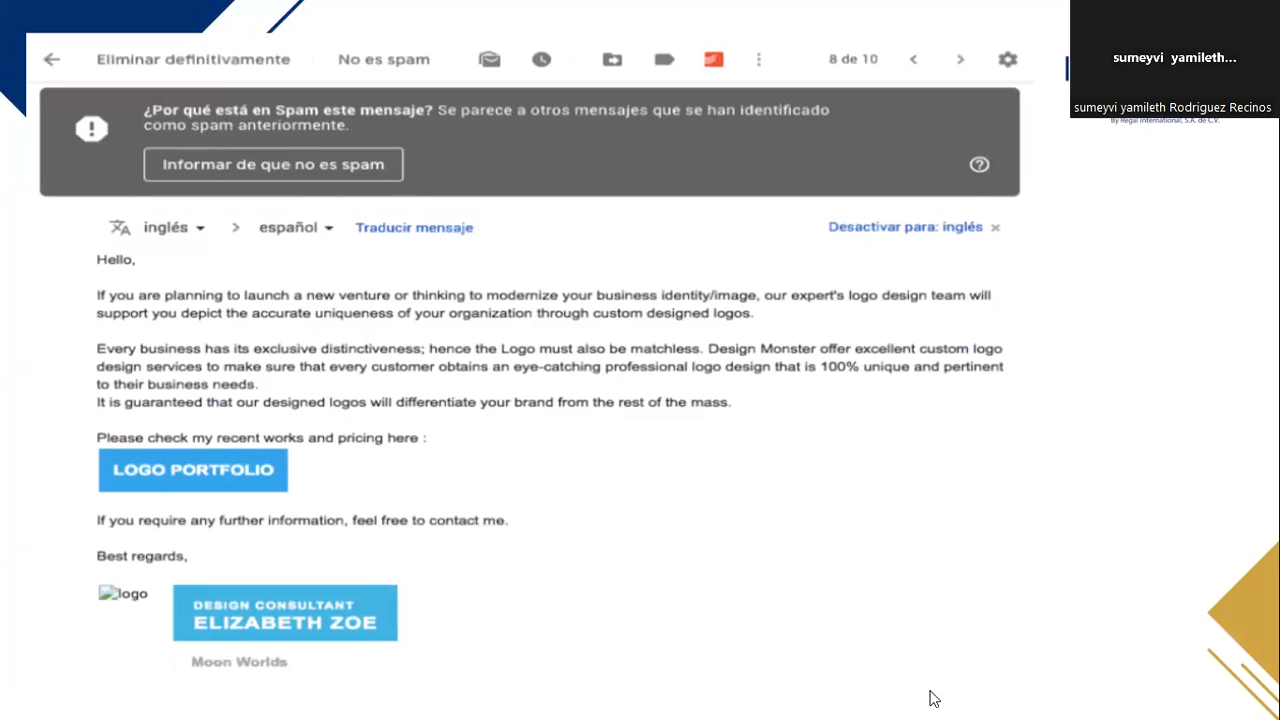 Eliminar definitivamente
No es spam
8 de 10
sumeyvi yamileth...
sumeyvi yamileth Rodriguez Recinos
By Regal International, S.A. de C.V.
¿Por qué está en Spam este mensaje? Se parece a otros mensajes que se han identificado
como spam anteriormente.
Informar de que no es spam
inglés
español
Traducir mensaje
Desactivar para: inglés
Hello,
If you are planning to launch a new venture or thinking to modernize your business identity/image, our expert's logo design team will
support you depict the accurate uniqueness of your organization through custom designed logos.
Every business has its exclusive distinctiveness; hence the Logo must also be matchless. Design Monster offer excellent custom logo
design services to make sure that every customer obtains an eye-catching professional logo design that is 100% unique and pertinent
to their business needs.
It is guaranteed that our designed logos will differentiate your brand from the rest of the mass.
Please check my recent works and pricing here :
LOGO PORTFOLIO
If you require any further information, feel free to contact me.
Best regards,
logo
DESIGN CONSULTANT
ELIZABETH ZOE
Moon Worlds